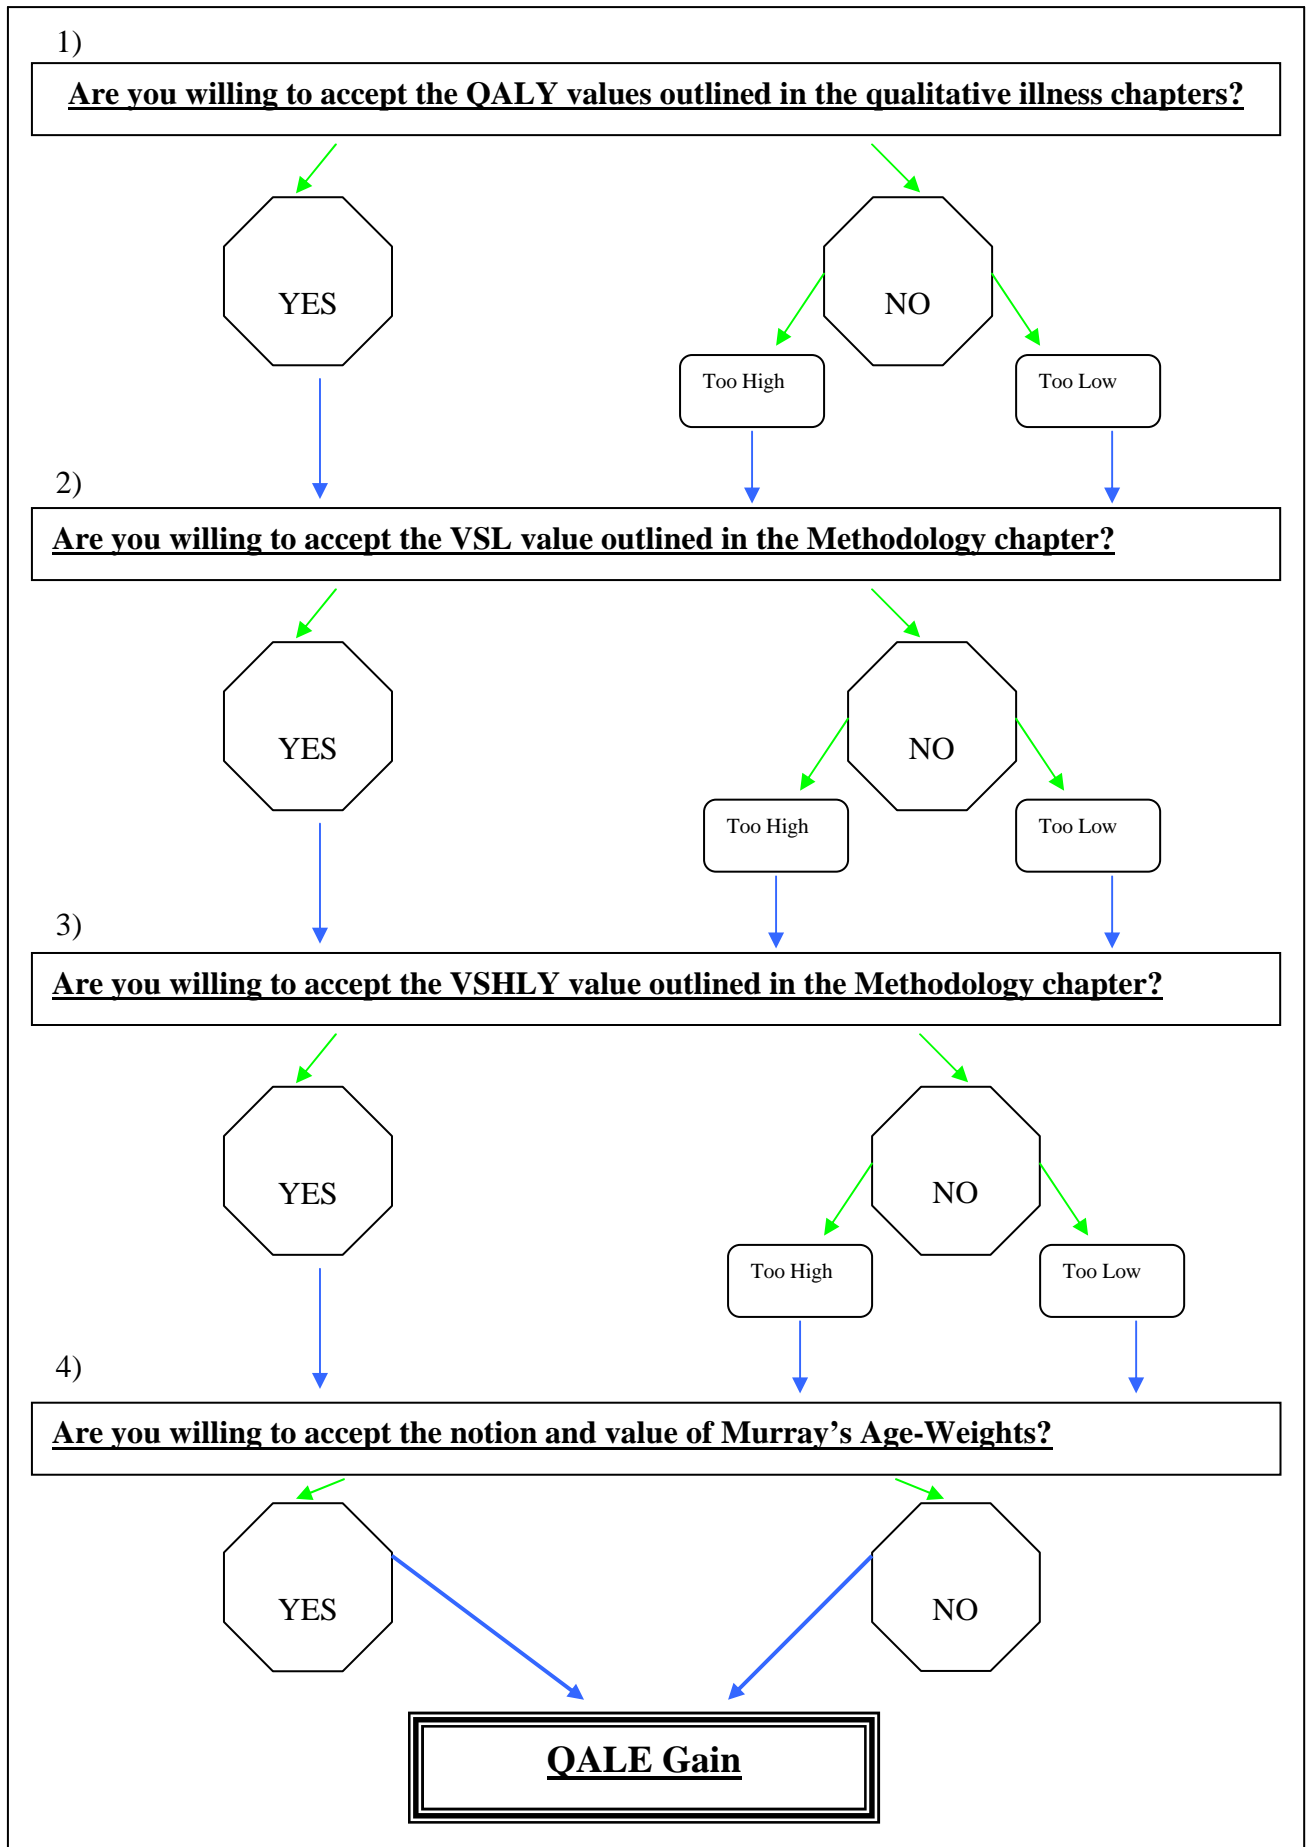 1)
Are you willing to accept the QALY values outlined in the qualitative illness chapters?
YES
NO
Too High
Too Low
2)
Are you willing to accept the VSL value outlined in the Methodology chapter?
YES
NO
Too High
Too Low
3)
Are you willing to accept the VSHLY value outlined in the Methodology chapter?
YES
NO
Too High
Too Low
4)
Are you willing to accept the notion and value of Murray’s Age-Weights?
YES
NO
QALE Gain